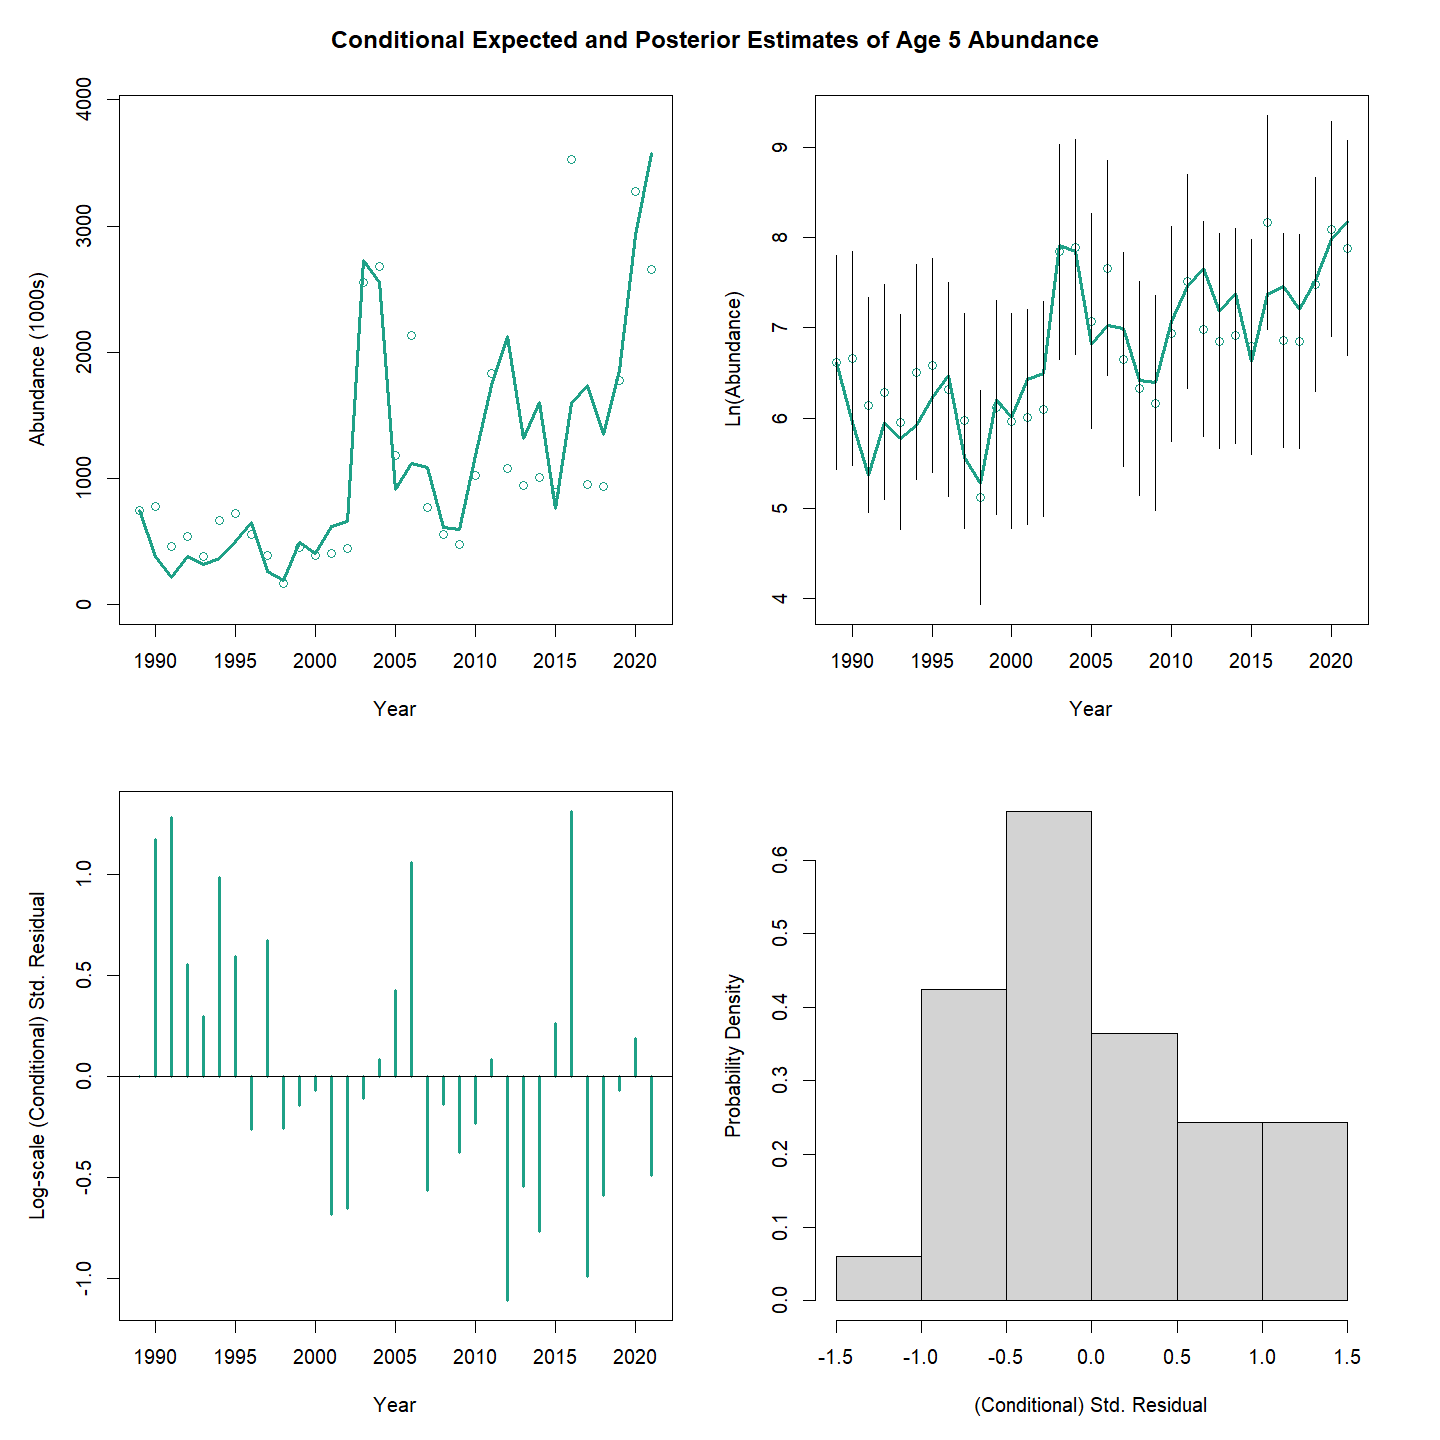 Conditional Expected and Posterior Estimates of Age 5 Abundance
Abundance (1000s)
4000
3000
2000
1000
0
1990 1995 2000 2005 2010 2015 2020
Year
Ln(Abundance)
9
8
7
6
5
4
1990 1995 2000 2005 2010 2015 2020
Year
Log-scale (Conditional) Std. Residual
1.0
0.5
0.0
-0.5
-1.0
1990 1995 2000 2005 2010 2015 2020
Year
Probability Density
0.6
0.5
0.4
0.3
0.2
0.1
0.0
-1.5 -1.0 -0.5 0.0 0.5 1.0 1.5
(Conditional) Std. Residual